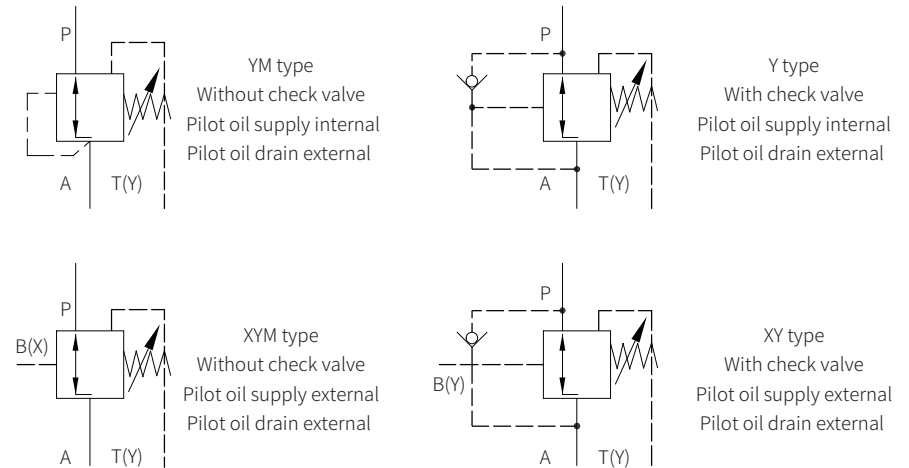 P
A
T(Y)
YM type
Without check valve
Pilot oil supply internal
Pilot oil drain external
P
A
T(Y)
Y type
With check valve
Pilot oil supply internal
Pilot oil drain external
P
B(X)
A
T(Y)
XYM type
Without check valve
Pilot oil supply external
Pilot oil drain external
P
B(Y)
A
T(Y)
XY type
With check valve
Pilot oil supply external
Pilot oil drain external